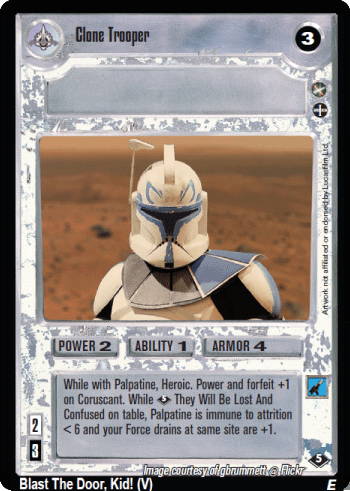 Clone Trooper
3
Artwork not affiliated or endorsed by Lucasfilm Ltd.
POWER 2
ABILITY 1
ARMOR 4
While with Palpatine, Heroic. Power and forfeit +1
on Coruscant. While They Will Be Lost And
Confused on table, Palpatine is immune to attrition
< 6 and your Force drains at same site are +1.
2
3
5
Image courtesy of gbrummett @ Flickr
Blast The Door, Kid! (V)
E